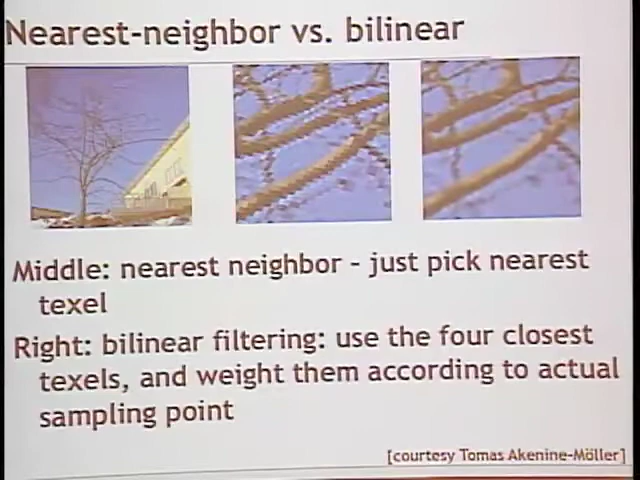 Nearest-neighbor vs. bilinear
Middle: nearest neighbor - just pick nearest
texel
Right: bilinear filtering: use the four closest
texels, and weight them according to actual
sampling point
[courtesy Tomas Akenine-Möller]